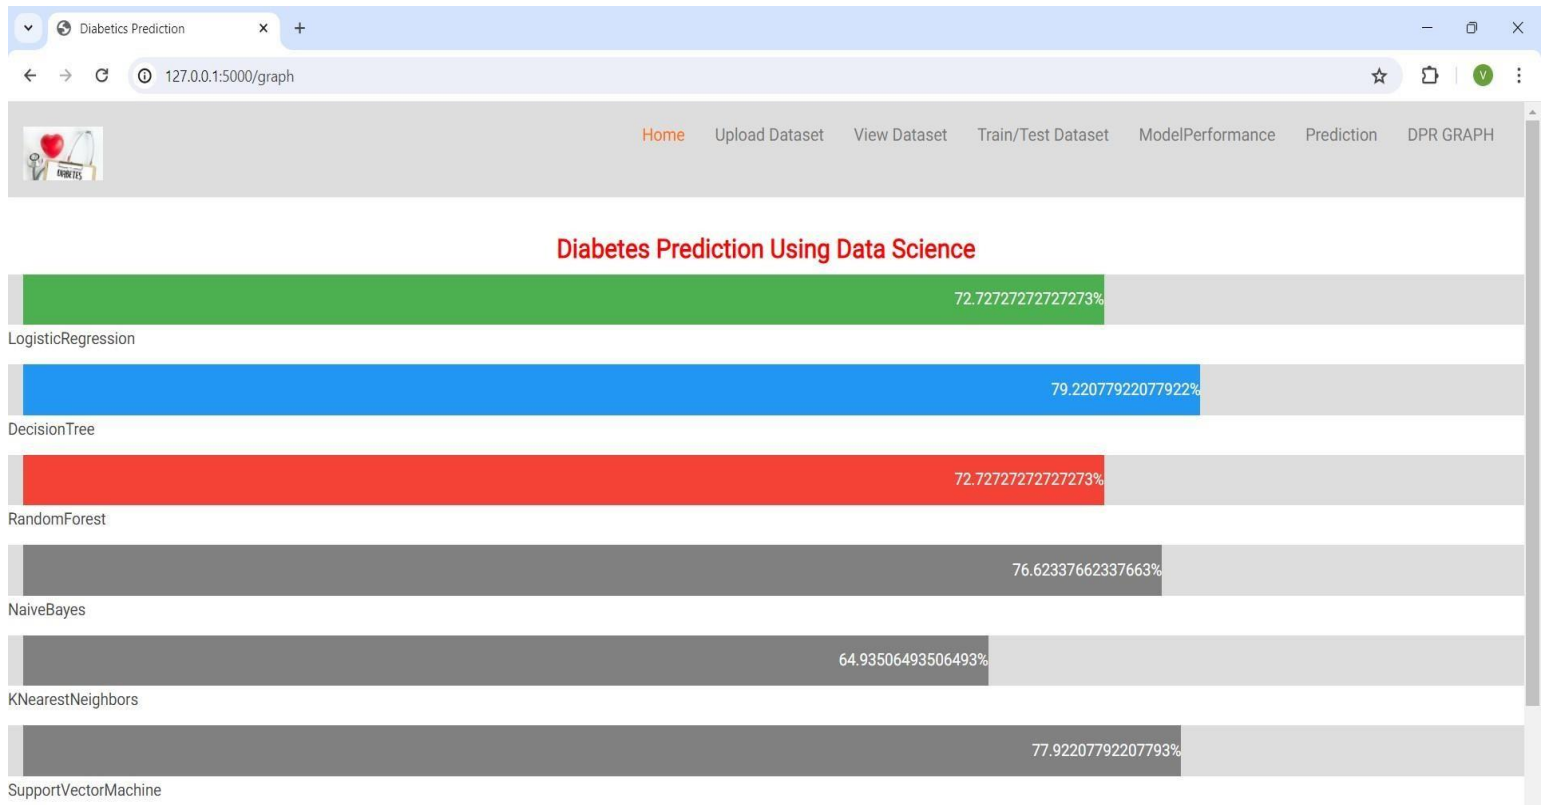 Diabetics Prediction
127.0.0.1:5000/graph
V
DIABETES
Home Upload Dataset View Dataset Train/Test Dataset ModelPerformance Prediction DPR GRAPH
Diabetes Prediction Using Data Science
72.72727272727273%
LogisticRegression
79.22077922077922%
DecisionTree
72.72727272727273%
RandomForest
76.62337662337663%
NaiveBayes
64.93506493506493%
KNearestNeighbors
77.92207792207793%
SupportVectorMachine